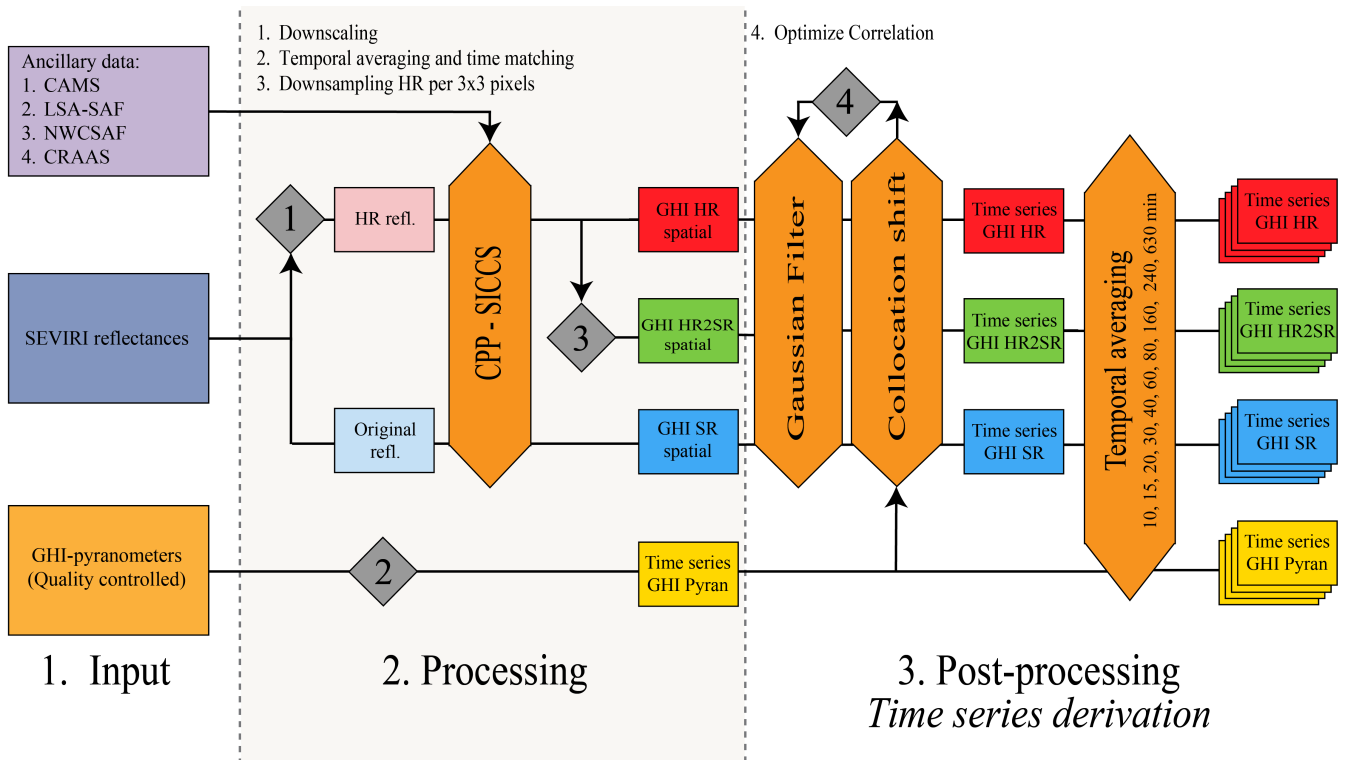 Ancillary data:
1. CAMS
2. LSA-SAF
3. NWCSAF
4. CRAAS
SEVIRI reflectances
GHI-pyranometers
(Quality controlled)
1. Input
1. Downscaling
2. Temporal averaging and time matching
3. Downsampling HR per 3x3 pixels
1
HR refl.
Original
refl.
CPP - SICCS
3
2
GHI HR
spatial
GHI HR2SR
spatial
GHI SR
spatial
Time series
GHI Pyran
2. Processing
4. Optimize Correlation
4
Gaussian Filter
Collocation shift
Time series
GHI HR
Time series
GHI HR2SR
Time series
GHI SR
Temporal averaging
10, 15, 20, 30, 40, 60, 80, 160, 240, 630 min
Time series
GHI HR
Time series
GHI HR2SR
Time series
GHI SR
Time series
GHI Pyran
3. Post-processing
Time series derivation